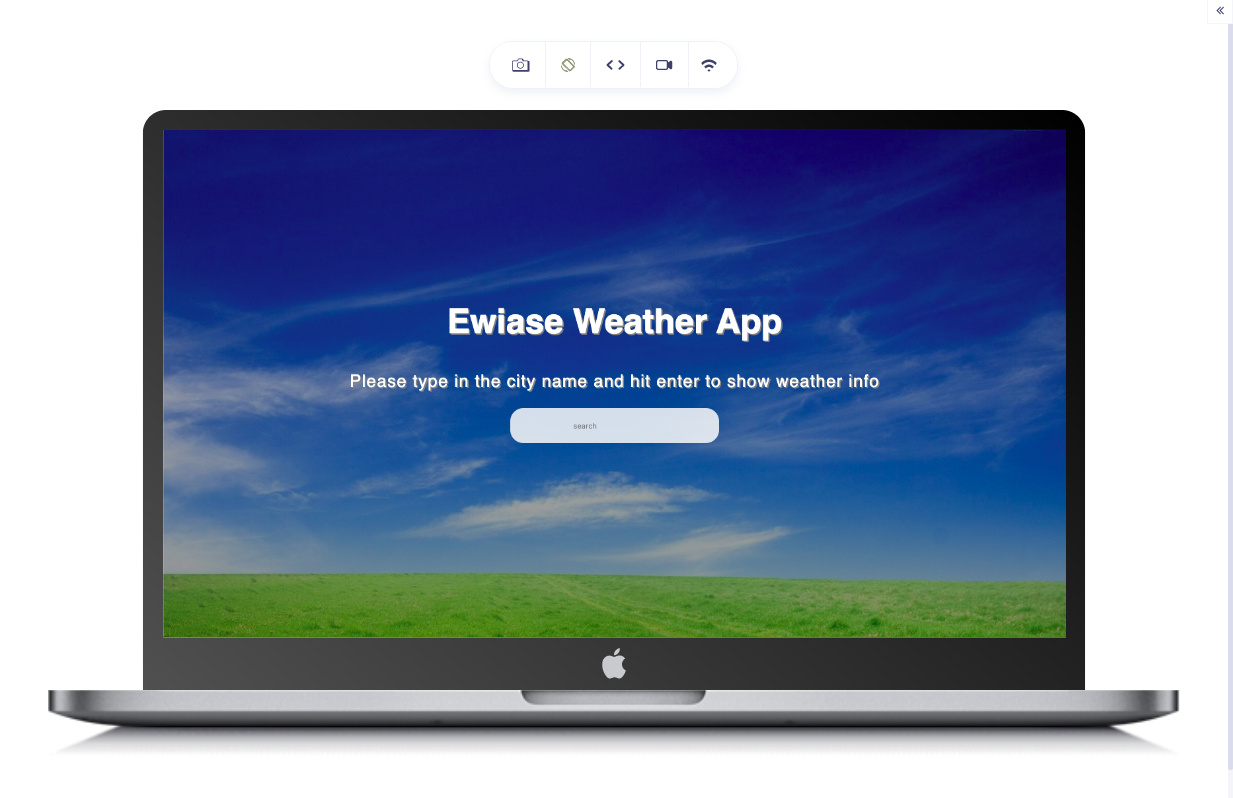 Ewiase Weather App
Please type in the city name and hit enter to show weather info
search